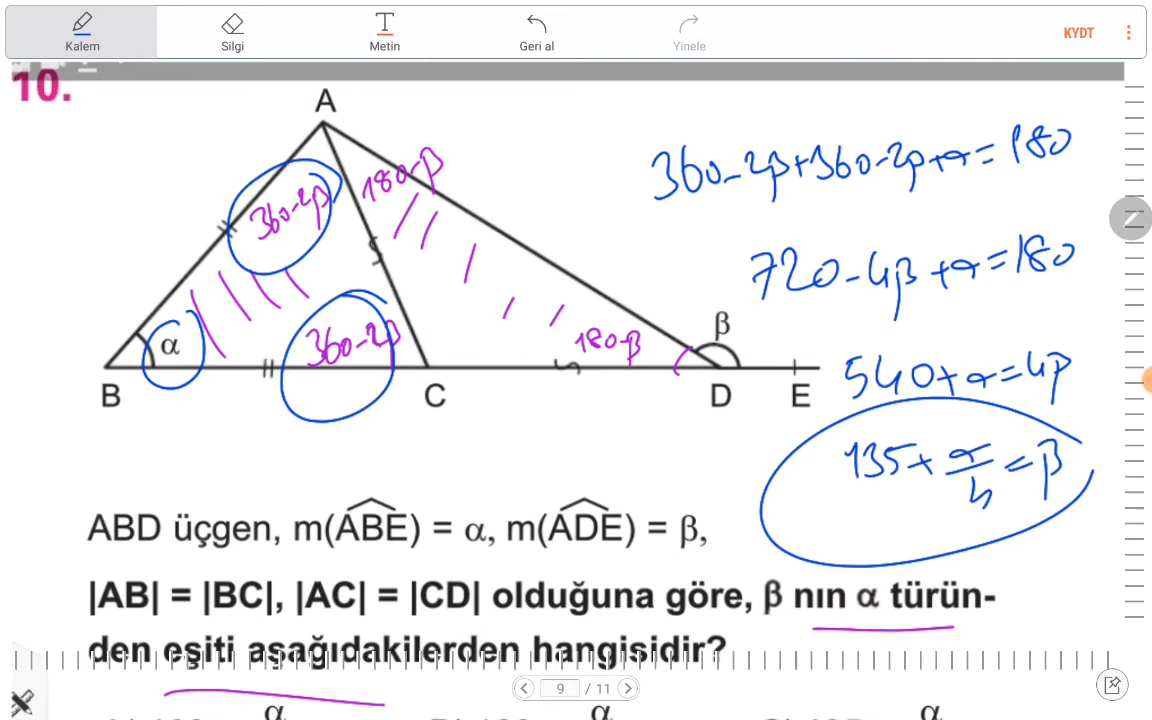 Kalem Silgi Metin Geri al Yinele KYDT
10.
A
360-2β 180-β
360-2β+360-2β+α=180
720-4β+α=180
α 360-2β 180-β β
B C D E
540+α=4β
135+α/4=β
ABD üçgen, m(ABE) = α, m(ADE) = β,
|AB| = |BC|, |AC| = |CD| olduğuna göre, β nın α türün-
den eşiti aşağıdakilerden hangisidir?
9 / 11
α α α